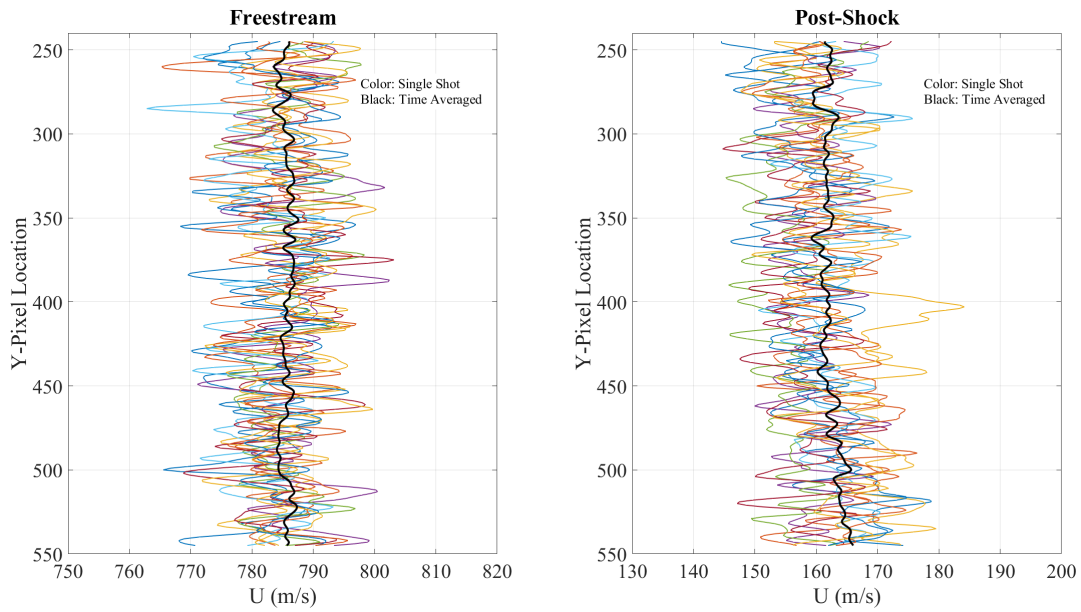 Freestream
250
300
350
400
450
500
550
Y-Pixel Location
Color: Single Shot
Black: Time Averaged
750 760 770 780 790 800 810 820
U (m/s)
Post-Shock
250
300
350
400
450
500
550
Y-Pixel Location
Color: Single Shot
Black: Time Averaged
130 140 150 160 170 180 190 200
U (m/s)